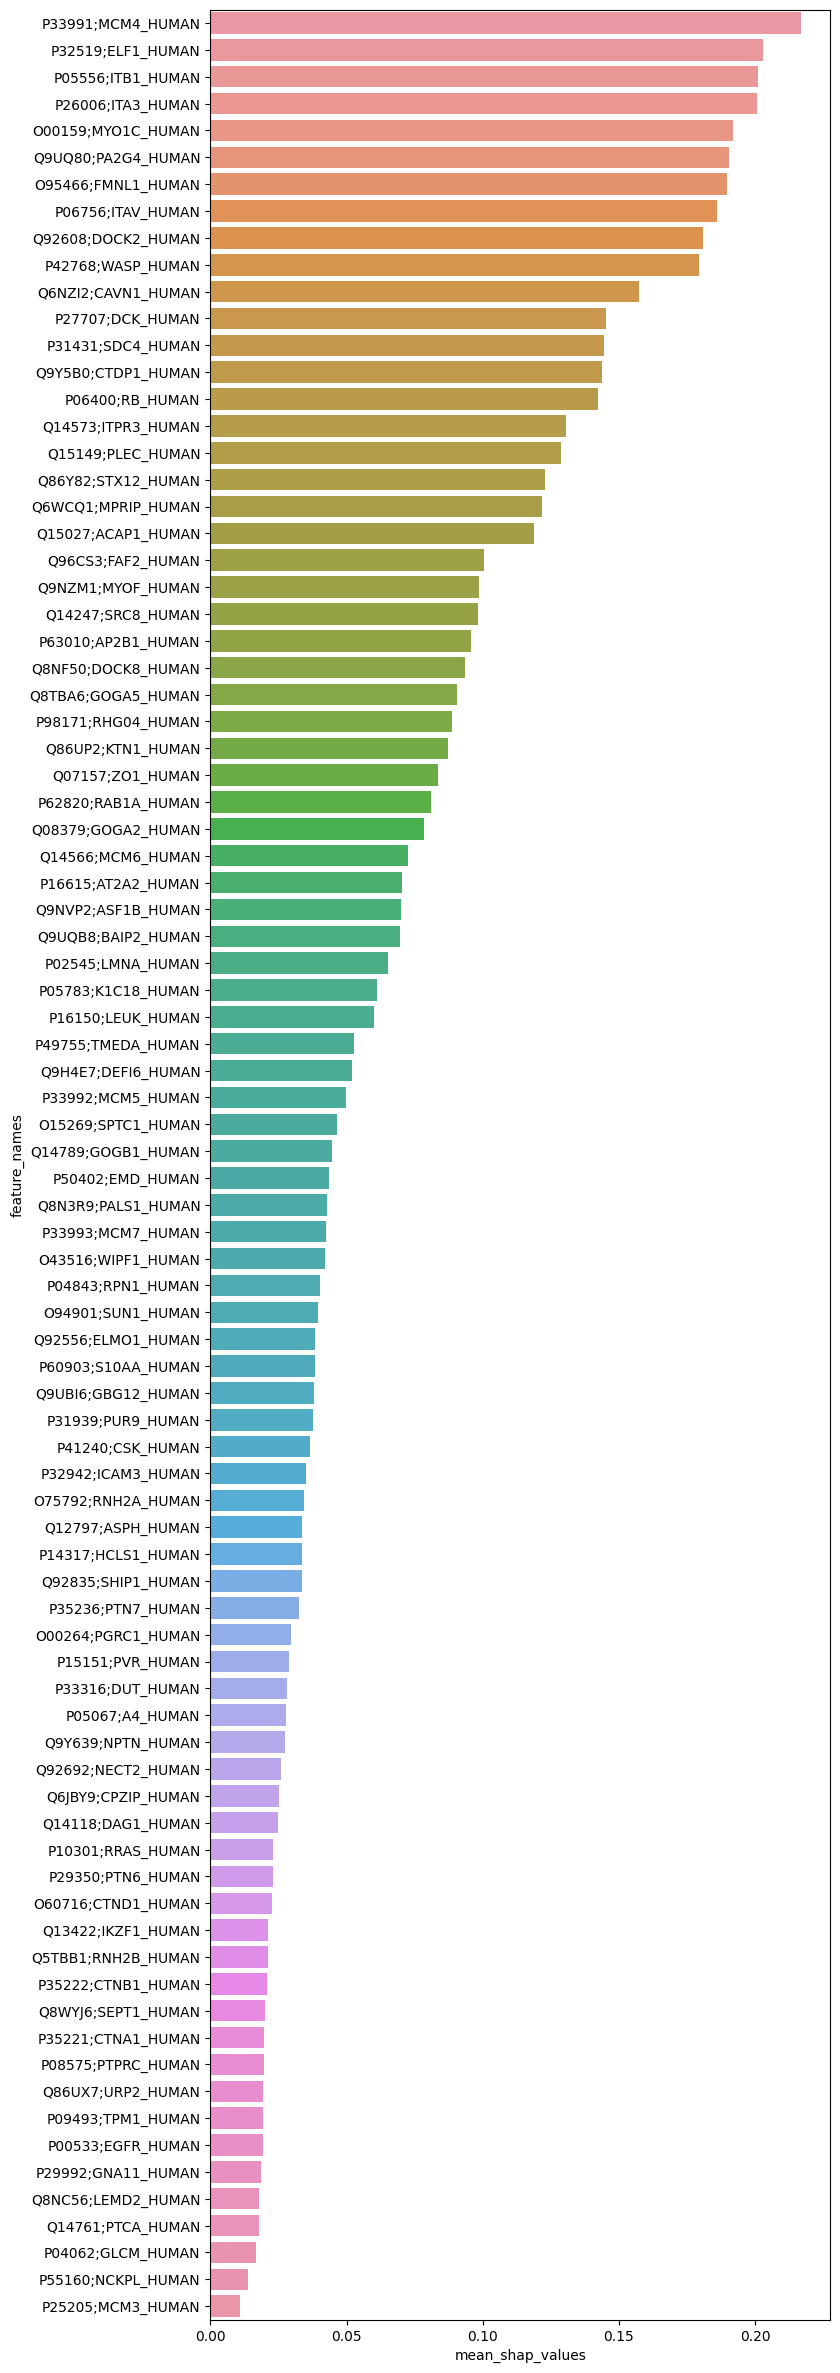 P33991;MCM4_HUMAN
P32519;ELF1_HUMAN
P05556;ITB1_HUMAN
P26006;ITA3_HUMAN
O00159;MYO1C_HUMAN
Q9UQ80;PA2G4_HUMAN
O95466;FMNL1_HUMAN
P06756;ITAV_HUMAN
Q92608;DOCK2_HUMAN
P42768;WASP_HUMAN
Q6NZI2;CAVN1_HUMAN
P27707;DCK_HUMAN
P31431;SDC4_HUMAN
Q9Y5B0;CTDP1_HUMAN
P06400;RB_HUMAN
Q14573;ITPR3_HUMAN
Q15149;PLEC_HUMAN
Q86Y82;STX12_HUMAN
Q6WCQ1;MPRIP_HUMAN
Q15027;ACAP1_HUMAN
Q96CS3;FAF2_HUMAN
Q9NZM1;MYOF_HUMAN
Q14247;SRC8_HUMAN
P63010;AP2B1_HUMAN
Q8NF50;DOCK8_HUMAN
Q8TBA6;GOGA5_HUMAN
P98171;RHG04_HUMAN
Q86UP2;KTN1_HUMAN
Q07157;ZO1_HUMAN
P62820;RAB1A_HUMAN
Q08379;GOGA2_HUMAN
Q14566;MCM6_HUMAN
P16615;AT2A2_HUMAN
Q9NVP2;ASF1B_HUMAN
Q9UQB8;BAIP2_HUMAN
P02545;LMNA_HUMAN
P05783;K1C18_HUMAN
P16150;LEUK_HUMAN
P49755;TMEDA_HUMAN
Q9H4E7;DEFI6_HUMAN
P33992;MCM5_HUMAN
O15269;SPTC1_HUMAN
Q14789;GOGB1_HUMAN
P50402;EMD_HUMAN
Q8N3R9;PALS1_HUMAN
P33993;MCM7_HUMAN
O43516;WIPF1_HUMAN
P04843;RPN1_HUMAN
O94901;SUN1_HUMAN
Q92556;ELMO1_HUMAN
P60903;S10AA_HUMAN
Q9UBI6;GBG12_HUMAN
P31939;PUR9_HUMAN
P41240;CSK_HUMAN
P32942;ICAM3_HUMAN
O75792;RNH2A_HUMAN
Q12797;ASPH_HUMAN
P14317;HCLS1_HUMAN
Q92835;SHIP1_HUMAN
P35236;PTN7_HUMAN
O00264;PGRC1_HUMAN
P15151;PVR_HUMAN
P33316;DUT_HUMAN
P05067;A4_HUMAN
Q9Y639;NPTN_HUMAN
Q92692;NECT2_HUMAN
Q6JBY9;CPZIP_HUMAN
Q14118;DAG1_HUMAN
P10301;RRAS_HUMAN
P29350;PTN6_HUMAN
O60716;CTND1_HUMAN
Q13422;IKZF1_HUMAN
Q5TBB1;RNH2B_HUMAN
P35222;CTNB1_HUMAN
Q8WYJ6;SEPT1_HUMAN
P35221;CTNA1_HUMAN
P08575;PTPRC_HUMAN
Q86UX7;URP2_HUMAN
P09493;TPM1_HUMAN
P00533;EGFR_HUMAN
P29992;GNA11_HUMAN
Q8NC56;LEMD2_HUMAN
Q14761;PTCA_HUMAN
P04062;GLCM_HUMAN
P55160;NCKPL_HUMAN
P25205;MCM3_HUMAN
feature_names
0.00 0.05 0.10 0.15 0.20
mean_shap_values